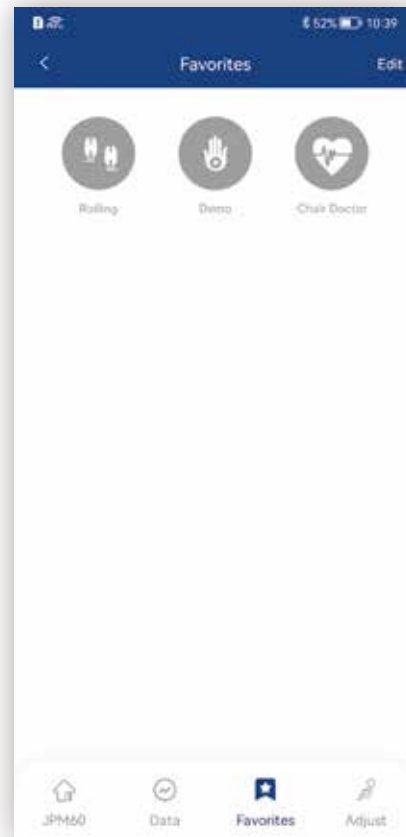 52% 10:39
Favorites Edit
Rolling Demo Chair Doctor
JPM60 Data Favorites Adjust